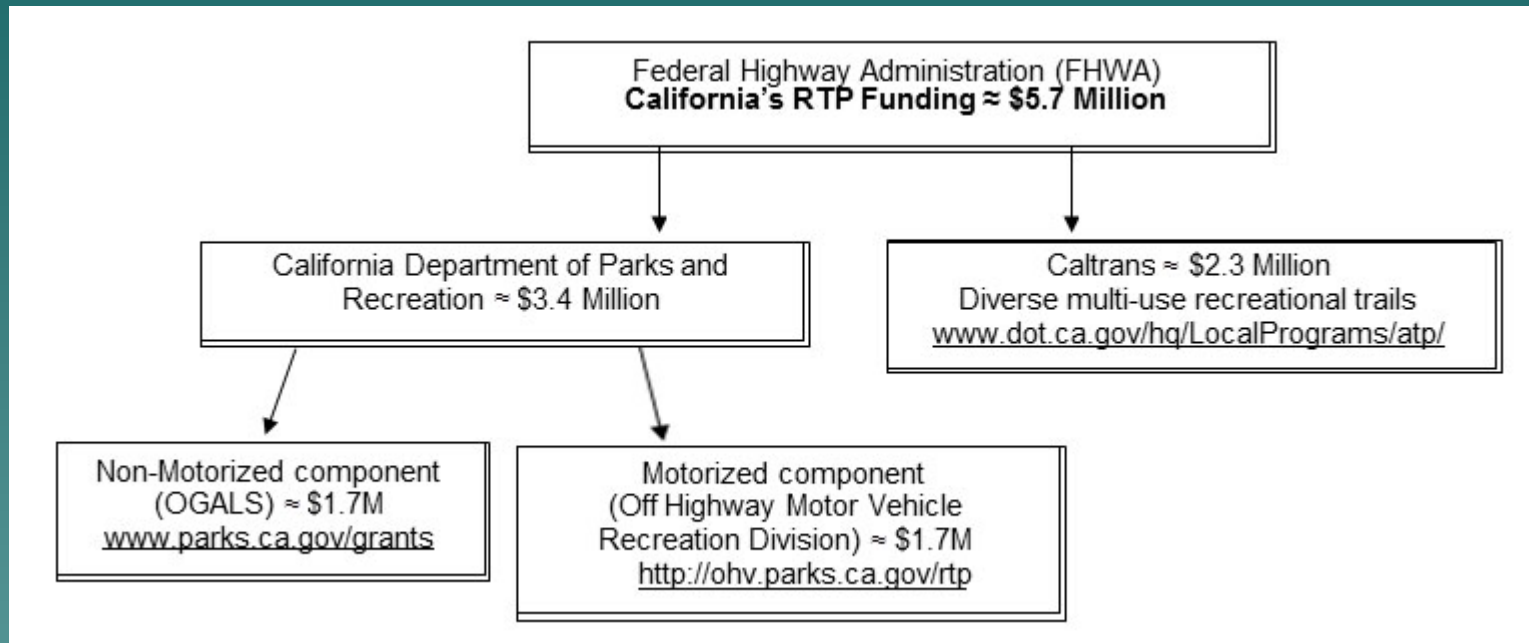 Federal Highway Administration (FHWA)
California's RTP Funding ≈ $5.7 Million
California Department of Parks and
Recreation ≈ $3.4 Million
Caltrans ≈ $2.3 Million
Diverse multi-use recreational trails
www.dot.ca.gov/hq/LocalPrograms/atp/
Non-Motorized component
(OGALS) ≈ $1.7M
www.parks.ca.gov/grants
Motorized component
(Off Highway Motor Vehicle
Recreation Division) ≈ $1.7M
http://ohv.parks.ca.gov/rtp